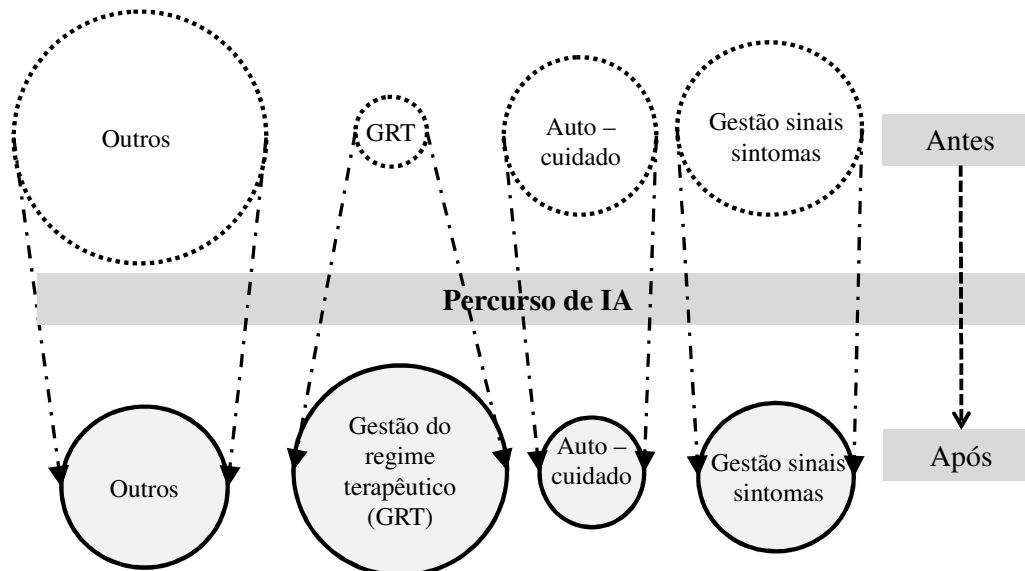 Outros
GRT
Auto –
cuidado
Gestão sinais
sintomas
Antes
Percurso de IA
Outros
Gestão do
regime
terapêutico
(GRT)
Auto –
cuidado
Gestão sinais
sintomas
Após